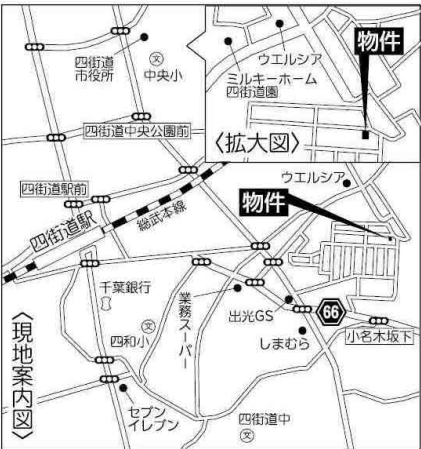 四街道
市役所
文
中央小
四街道中央公園前
四街道駅前
四街道駅
総武本線
ウエルシア
ミルキーホーム
四街道園
物件
〈拡大図〉
ウエルシア
物件
千葉銀行
業務スーパー
出光GS
66
しまむら
小名木坂下
文
四和小
セブン
イレブン
四街道中
文
〈現地案内図〉